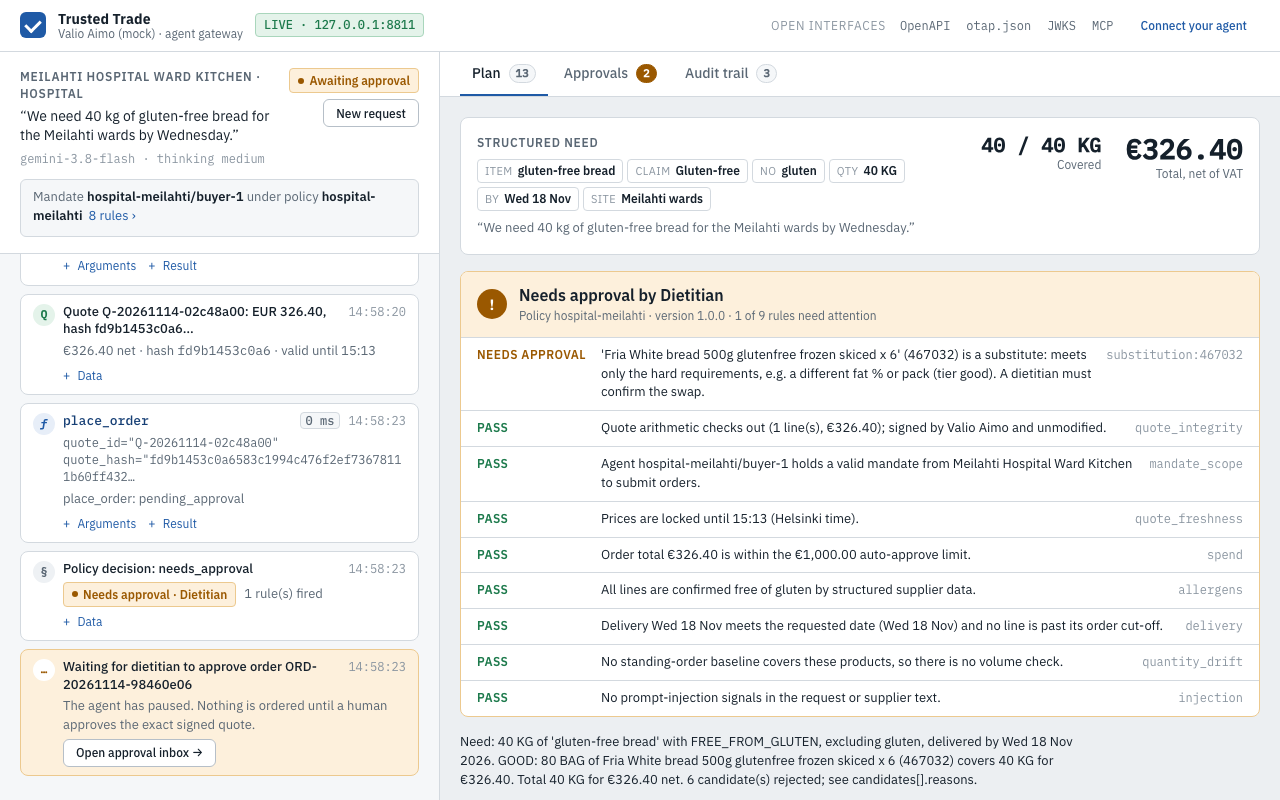 Trusted Trade
Valio Aimo (mock) · agent gateway
LIVE · 127.0.0.1:8811
OPEN INTERFACES OpenAPI otap.json JWKS MCP Connect your agent
MEILAHTI HOSPITAL WARD KITCHEN ·
HOSPITAL
Awaiting approval
New request
“We need 40 kg of gluten-free bread for
the Meilahti wards by Wednesday.”
gemini-3.8-flash · thinking medium
Mandate hospital-meilahti/buyer-1 under policy hospital-
meilahti 8 rules ›
+ Arguments + Result
Q
Quote Q-20261114-02c48a00: EUR 326.40,
hash fd9b1453c0a6…
14:58:20
€326.40 net · hash fd9b1453c0a6 · valid until 15:13
+ Data
ƒ
place_order 0 ms 14:58:23
quote_id="Q-20261114-02c48a00"
quote_hash="fd9b1453c0a6583c1994c476f2ef7367811
1b60ff432…
place_order: pending_approval
+ Arguments + Result
§
Policy decision: needs_approval 14:58:23
Needs approval · Dietitian 1 rule(s) fired
+ Data
…
Waiting for dietitian to approve order ORD-
20261114-98460e06
14:58:23
The agent has paused. Nothing is ordered until a human
approves the exact signed quote.
Open approval inbox →
Plan 13 Approvals 2 Audit trail 3
STRUCTURED NEED
ITEM gluten-free bread CLAIM Gluten-free NO gluten QTY 40 KG
BY Wed 18 Nov SITE Meilahti wards
“We need 40 kg of gluten-free bread for the Meilahti wards by Wednesday.”
40 / 40 KG
Covered
€326.40
Total, net of VAT
!
Needs approval by Dietitian
Policy hospital-meilahti · version 1.0.0 · 1 of 9 rules need attention
NEEDS APPROVAL 'Fria White bread 500g glutenfree frozen skiced x 6' (467032) is a substitute: meets substitution:467032
only the hard requirements, e.g. a different fat % or pack (tier good). A dietitian must
confirm the swap.
PASS Quote arithmetic checks out (1 line(s), €326.40); signed by Valio Aimo and unmodified. quote_integrity
PASS Agent hospital-meilahti/buyer-1 holds a valid mandate from Meilahti Hospital Ward Kitchen mandate_scope
to submit orders.
PASS Prices are locked until 15:13 (Helsinki time). quote_freshness
PASS Order total €326.40 is within the €1,000.00 auto-approve limit. spend
PASS All lines are confirmed free of gluten by structured supplier data. allergens
PASS Delivery Wed 18 Nov meets the requested date (Wed 18 Nov) and no line is past its order cut-off. delivery
PASS No standing-order baseline covers these products, so there is no volume check. quantity_drift
PASS No prompt-injection signals in the request or supplier text. injection
Need: 40 KG of 'gluten-free bread' with FREE_FROM_GLUTEN, excluding gluten, delivered by Wed 18 Nov
2026. GOOD: 80 BAG of Fria White bread 500g glutenfree frozen skiced x 6 (467032) covers 40 KG for
€326.40. Total 40 KG for €326.40 net. 6 candidate(s) rejected; see candidates[].reasons.